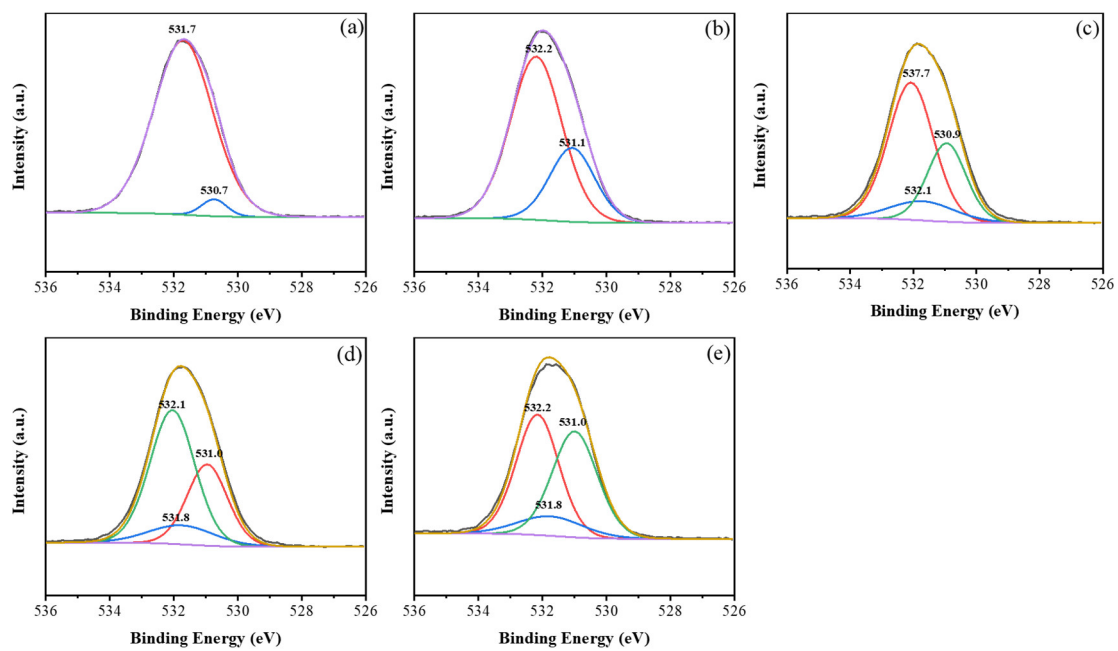 (a)
531.7
530.7
Intensity (a.u.)
536 534 532 530 528 526
Binding Energy (eV)
(b)
532.2
531.1
Intensity (a.u.)
536 534 532 530 528 526
Binding Energy (eV)
(c)
537.7
530.9
532.1
Intensity (a.u.)
536 534 532 530 528 526
Binding Energy (eV)
(d)
532.1
531.0
531.8
Intensity (a.u.)
536 534 532 530 528 526
Binding Energy (eV)
(e)
532.2
531.0
531.8
Intensity (a.u.)
536 534 532 530 528 526
Binding Energy (eV)